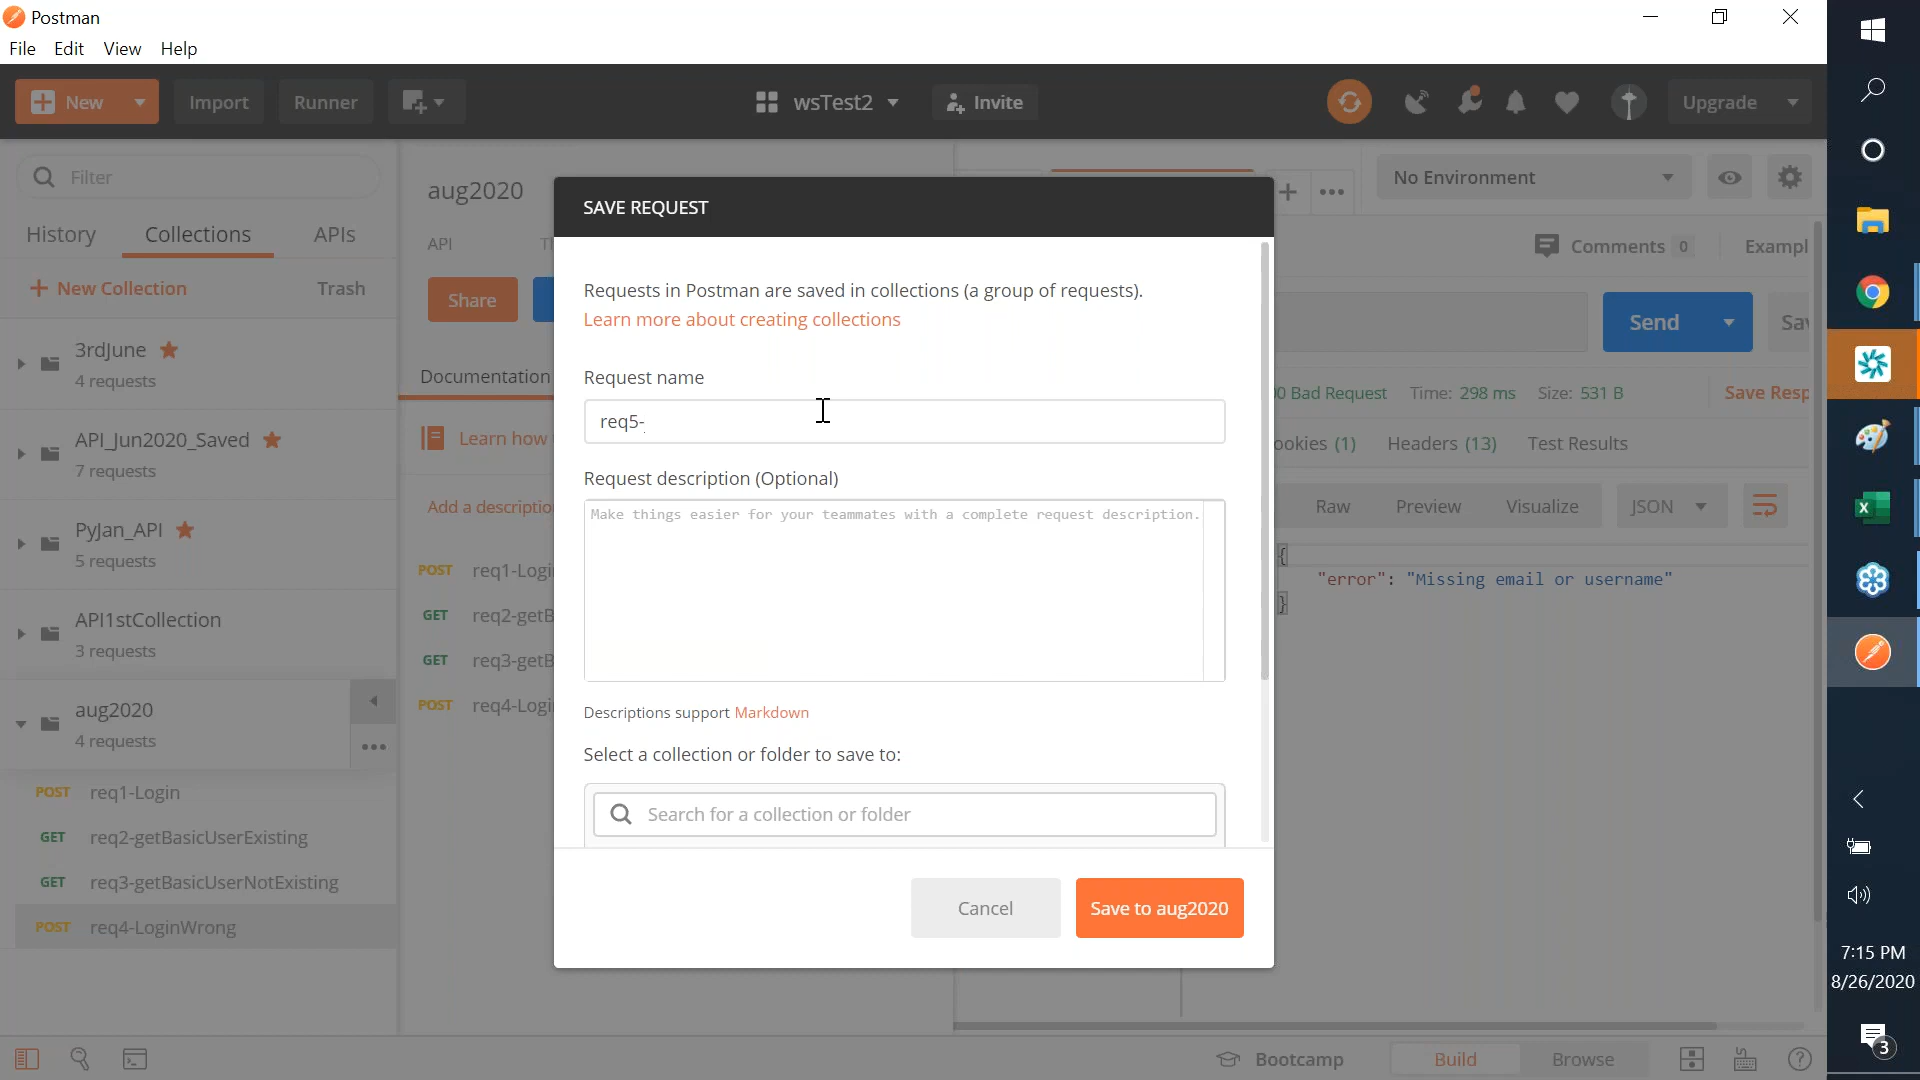 Postman
File Edit View Help
New Import Runner wsTest2 Invite Upgrade
Filter
History Collections APIs
New Collection Trash
3rdJune
4 requests
API_Jun2020_Saved
7 requests
PyJan_API
5 requests
API1stCollection
3 requests
aug2020
4 requests
POST req1-Login
GET req2-getBasicUserExisting
GET req3-getBasicUserNotExisting
POST req4-LoginWrong
aug2020
API
Share
Documentation
Learn how
Add a descriptio
POST req1-Logi
GET req2-getB
GET req3-getB
POST req4-Logi
SAVE REQUEST
Requests in Postman are saved in collections (a group of requests).
Learn more about creating collections
Request name
req5-
Request description (Optional)
Make things easier for your teammates with a complete request description.
Descriptions support Markdown
Select a collection or folder to save to:
Search for a collection or folder
Cancel Save to aug2020
No Environment
Comments 0 Exampl
Send Sav
0 Bad Request Time: 298 ms Size: 531 B Save Resp
ookies (1) Headers (13) Test Results
Raw Preview Visualize JSON
{
"error": "Missing email or username"
}
Bootcamp Build Browse
7:15 PM
8/26/2020
3